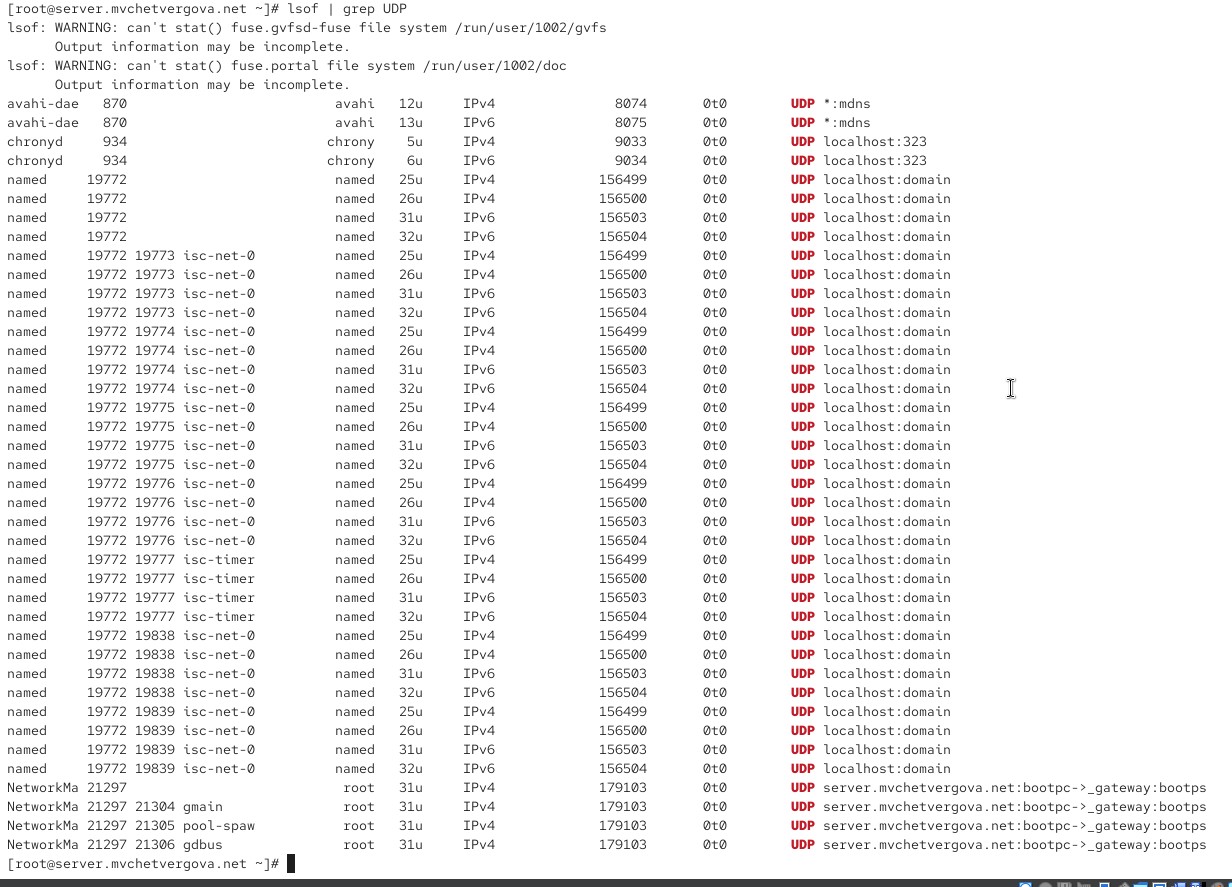 [root@server.mvchetvergova.net ~]# lsof | grep UDP
lsof: WARNING: can't stat() fuse.gvfsd-fuse file system /run/user/1002/gvfs
      Output information may be incomplete.
lsof: WARNING: can't stat() fuse.portal file system /run/user/1002/doc
      Output information may be incomplete.
avahi-dae   870                          avahi   12u     IPv4               8074       0t0        UDP *:mdns
avahi-dae   870                          avahi   13u     IPv6               8075       0t0        UDP *:mdns
chronyd     934                         chrony    5u     IPv4               9033       0t0        UDP localhost:323
chronyd     934                         chrony    6u     IPv6               9034       0t0        UDP localhost:323
named     19772                          named   25u     IPv4             156499       0t0        UDP localhost:domain
named     19772                          named   26u     IPv4             156500       0t0        UDP localhost:domain
named     19772                          named   31u     IPv6             156503       0t0        UDP localhost:domain
named     19772                          named   32u     IPv6             156504       0t0        UDP localhost:domain
named     19772 19773 isc-net-0          named   25u     IPv4             156499       0t0        UDP localhost:domain
named     19772 19773 isc-net-0          named   26u     IPv4             156500       0t0        UDP localhost:domain
named     19772 19773 isc-net-0          named   31u     IPv6             156503       0t0        UDP localhost:domain
named     19772 19773 isc-net-0          named   32u     IPv6             156504       0t0        UDP localhost:domain
named     19772 19774 isc-net-0          named   25u     IPv4             156499       0t0        UDP localhost:domain
named     19772 19774 isc-net-0          named   26u     IPv4             156500       0t0        UDP localhost:domain
named     19772 19774 isc-net-0          named   31u     IPv6             156503       0t0        UDP localhost:domain
named     19772 19774 isc-net-0          named   32u     IPv6             156504       0t0        UDP localhost:domain
named     19772 19775 isc-net-0          named   25u     IPv4             156499       0t0        UDP localhost:domain
named     19772 19775 isc-net-0          named   26u     IPv4             156500       0t0        UDP localhost:domain
named     19772 19775 isc-net-0          named   31u     IPv6             156503       0t0        UDP localhost:domain
named     19772 19775 isc-net-0          named   32u     IPv6             156504       0t0        UDP localhost:domain
named     19772 19776 isc-net-0          named   25u     IPv4             156499       0t0        UDP localhost:domain
named     19772 19776 isc-net-0          named   26u     IPv4             156500       0t0        UDP localhost:domain
named     19772 19776 isc-net-0          named   31u     IPv6             156503       0t0        UDP localhost:domain
named     19772 19776 isc-net-0          named   32u     IPv6             156504       0t0        UDP localhost:domain
named     19772 19777 isc-timer          named   25u     IPv4             156499       0t0        UDP localhost:domain
named     19772 19777 isc-timer          named   26u     IPv4             156500       0t0        UDP localhost:domain
named     19772 19777 isc-timer          named   31u     IPv6             156503       0t0        UDP localhost:domain
named     19772 19777 isc-timer          named   32u     IPv6             156504       0t0        UDP localhost:domain
named     19772 19838 isc-net-0          named   25u     IPv4             156499       0t0        UDP localhost:domain
named     19772 19838 isc-net-0          named   26u     IPv4             156500       0t0        UDP localhost:domain
named     19772 19838 isc-net-0          named   31u     IPv6             156503       0t0        UDP localhost:domain
named     19772 19838 isc-net-0          named   32u     IPv6             156504       0t0        UDP localhost:domain
named     19772 19839 isc-net-0          named   25u     IPv4             156499       0t0        UDP localhost:domain
named     19772 19839 isc-net-0          named   26u     IPv4             156500       0t0        UDP localhost:domain
named     19772 19839 isc-net-0          named   31u     IPv6             156503       0t0        UDP localhost:domain
named     19772 19839 isc-net-0          named   32u     IPv6             156504       0t0        UDP localhost:domain
NetworkMa 21297                           root   31u     IPv4             179103       0t0        UDP server.mvchetvergova.net:bootpc->_gateway:bootps
NetworkMa 21297 21304 gmain               root   31u     IPv4             179103       0t0        UDP server.mvchetvergova.net:bootpc->_gateway:bootps
NetworkMa 21297 21305 pool-spaw           root   31u     IPv4             179103       0t0        UDP server.mvchetvergova.net:bootpc->_gateway:bootps
NetworkMa 21297 21306 gdbus               root   31u     IPv4             179103       0t0        UDP server.mvchetvergova.net:bootpc->_gateway:bootps
[root@server.mvchetvergova.net ~]#